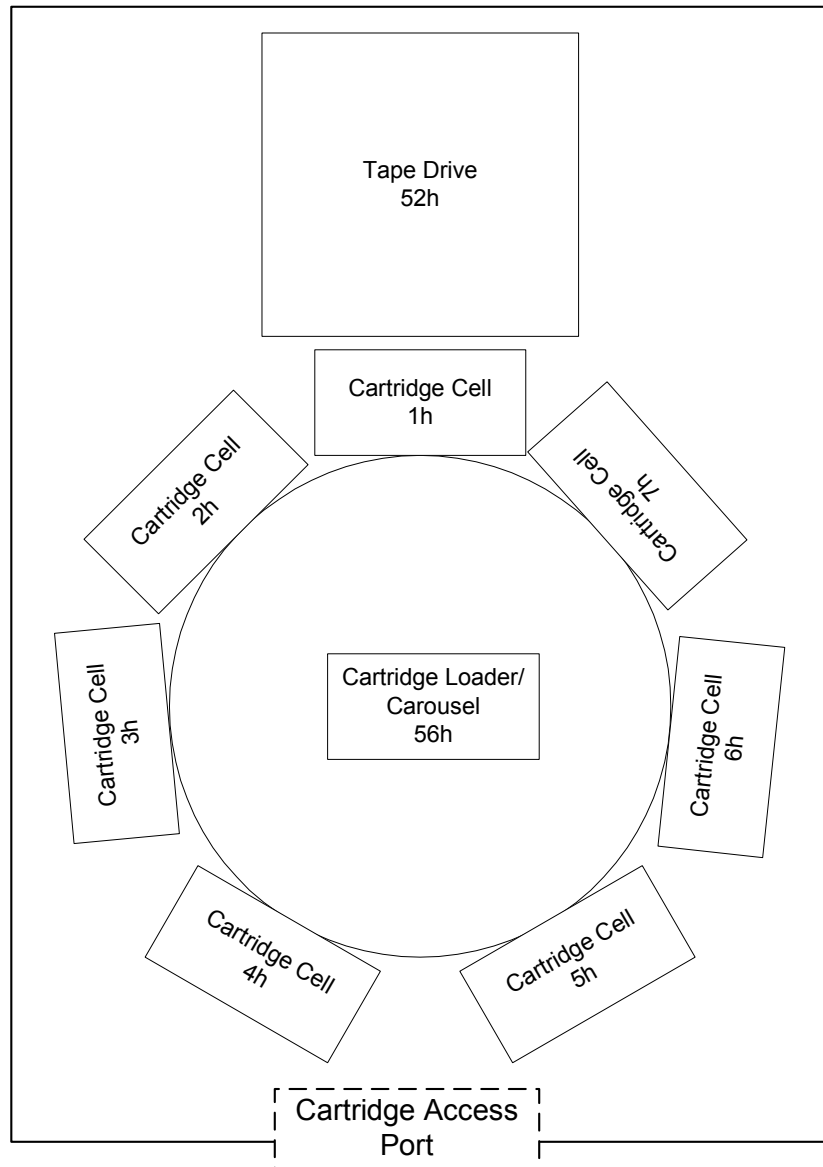 Tape Drive
52h
Cartridge Cell
1h
Cartridge Cell
2h
Cartridge Cell
7h
Cartridge Cell
3h
Cartridge Loader/
Carousel
56h
Cartridge Cell
6h
Cartridge Cell
4h
Cartridge Cell
5h
Cartridge Access
Port